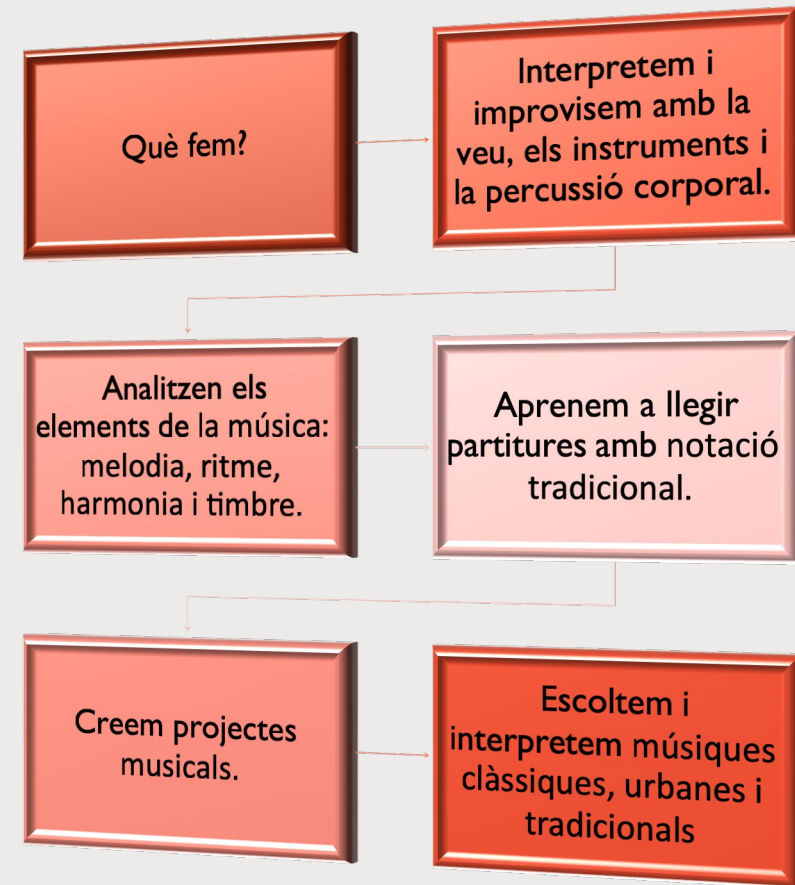 Què fem?
Interpretem i
improvisem amb la
veu, els instruments i
la percussió corporal.
Analitzen els
elements de la música:
melodia, ritme,
harmonia i timbre.
Aprenem a llegir
partitures amb notació
tradicional.
Creem projectes
musicals.
Escoltem i
interpretem músiques
clàssiques, urbanes i
tradicionals